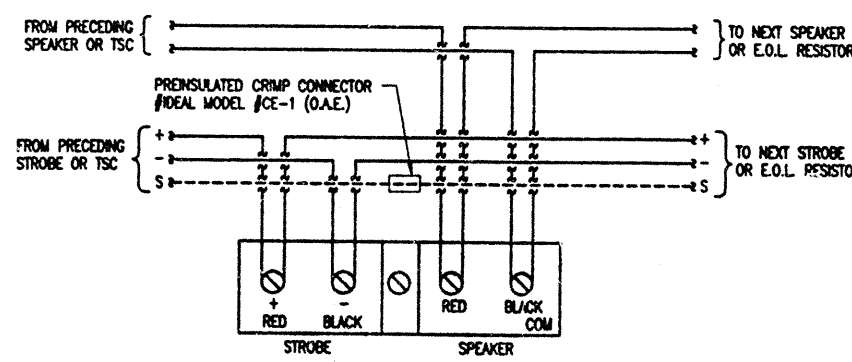 FROM PRECEDING
SPEAKER OR TSC
TO NEXT SPEAKER
OR E.O.L. RESISTOR
PREINSULATED CRIMP CONNECTOR
#IDEAL MODEL #CE-1 (O.A.E.)
FROM PRECEDING
STROBE OR TSC
+
-
S
+
-
S
TO NEXT STROBE
OR E.O.L. RESISTO
+
RED
-
BLACK
RED
BLACK
COM
STROBE
SPEAKER